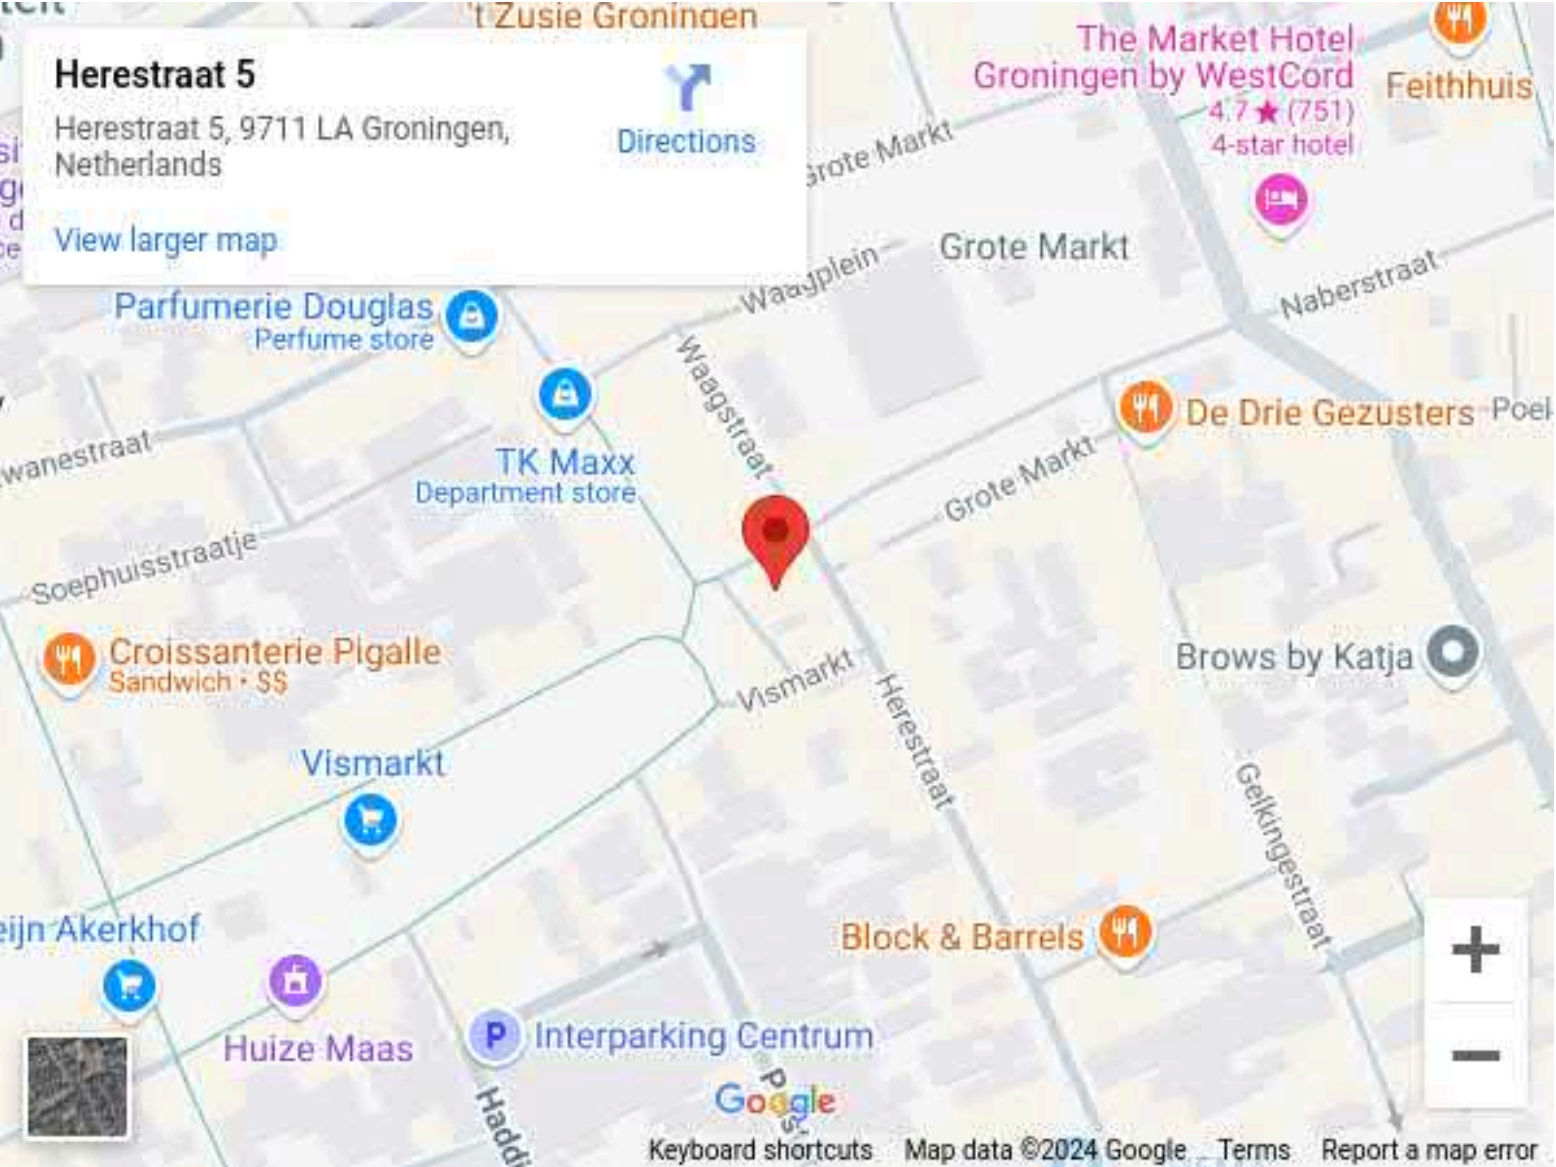 't Zusie Groningen
Herestraat 5
Herestraat 5, 9711 LA Groningen,
Netherlands
Directions
View larger map
The Market Hotel
Groningen by WestCord
4.7 ★ (751)
4-star hotel
Feithhuis
Grote Markt
Grote Markt
Waagplein
Naberstraat
Parfumerie Douglas
Perfume store
Waagstraat
TK Maxx
Department store
De Drie Gezusters
Poel
wanestraat
Grote Markt
Soephuisstraatje
Croissanterie Pigalle
Sandwich • $$
Brows by Katja
Vismarkt
Herestraat
Vismarkt
Gelkingestraat
eijn Akerkhof
Block & Barrels
Huize Maas
P Interparking Centrum
Haddi
Google
Keyboard shortcuts Map data ©2024 Google Terms Report a map error